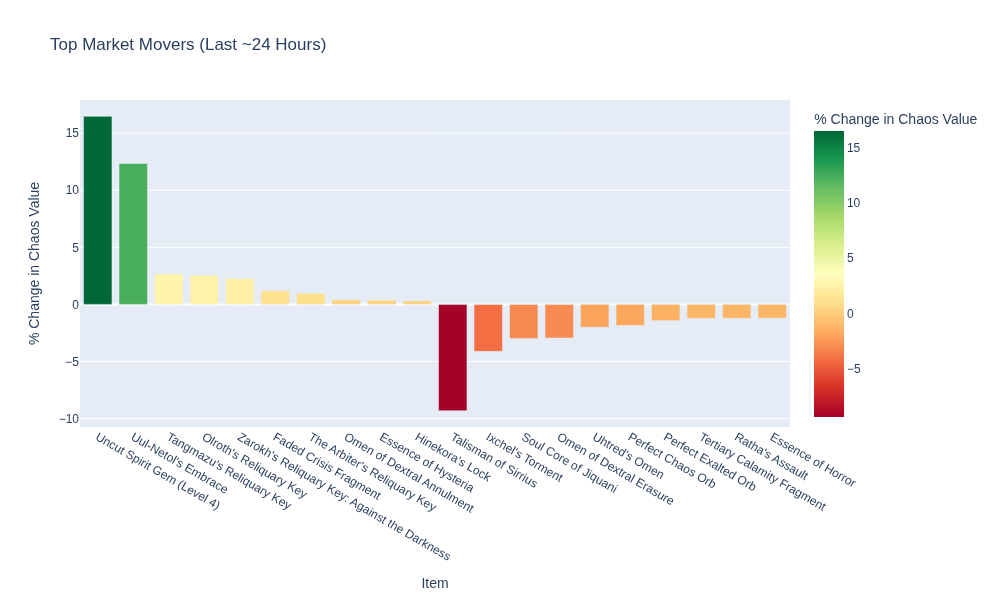 Top Market Movers (Last ~24 Hours)
% Change in Chaos Value
15
10
5
0
−5
−10
Uncut Spirit Gem (Level 4)
Uul-Netol's Embrace
Tangmazu's Reliquary Key
Olroth's Reliquary Key
Zarokh's Reliquary Key: Against the Darkness
Faded Crisis Fragment
The Arbiter's Reliquary Key
Omen of Dextral Annulment
Essence of Hysteria
Hinekora's Lock
Talisman of Sirrius
Ixchel's Torment
Soul Core of Jiquani
Omen of Dextral Erasure
Uhtred's Omen
Perfect Chaos Orb
Perfect Exalted Orb
Tertiary Calamity Fragment
Ratha's Assault
Essence of Horror
Item
% Change in Chaos Value
15
10
5
0
−5